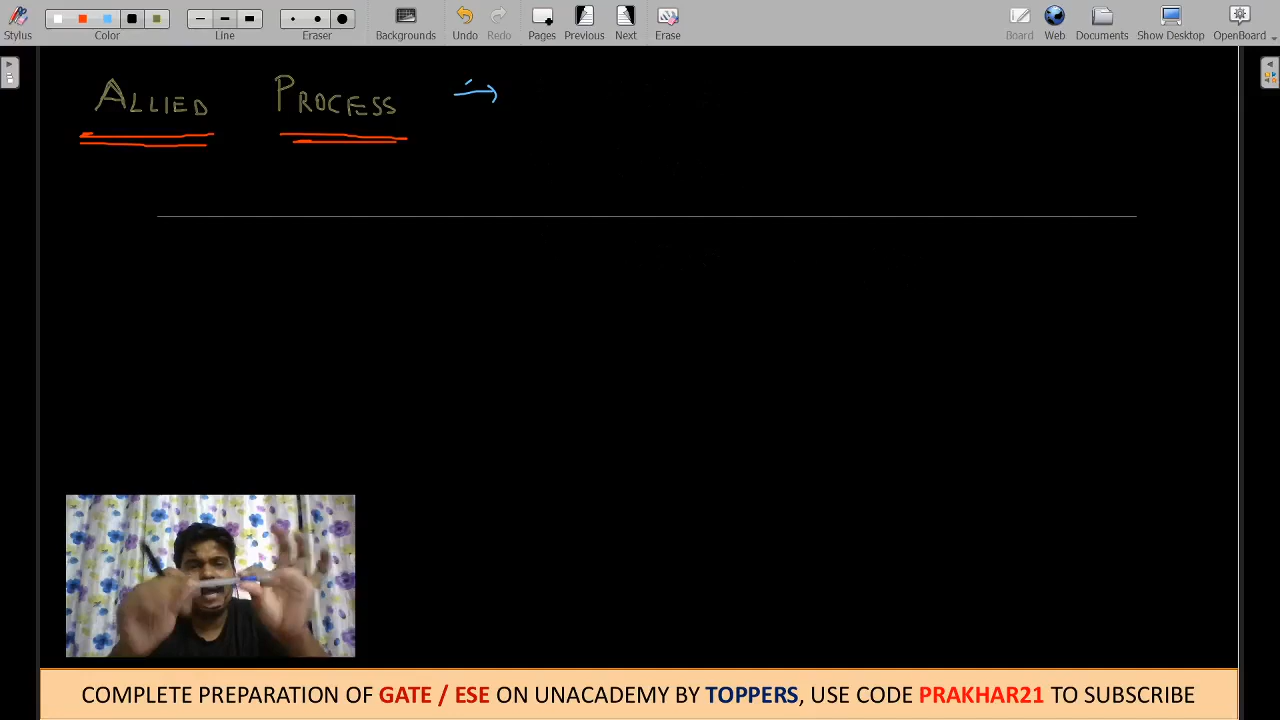 Stylus
Color
Line
Eraser
Backgrounds
Undo
Redo
Pages
Previous
Next
Erase
Board
Web
Documents
Show Desktop
OpenBoard
ALLIED PROCESS →
COMPLETE PREPARATION OF GATE / ESE ON UNACADEMY BY TOPPERS, USE CODE PRAKHAR21 TO SUBSCRIBE